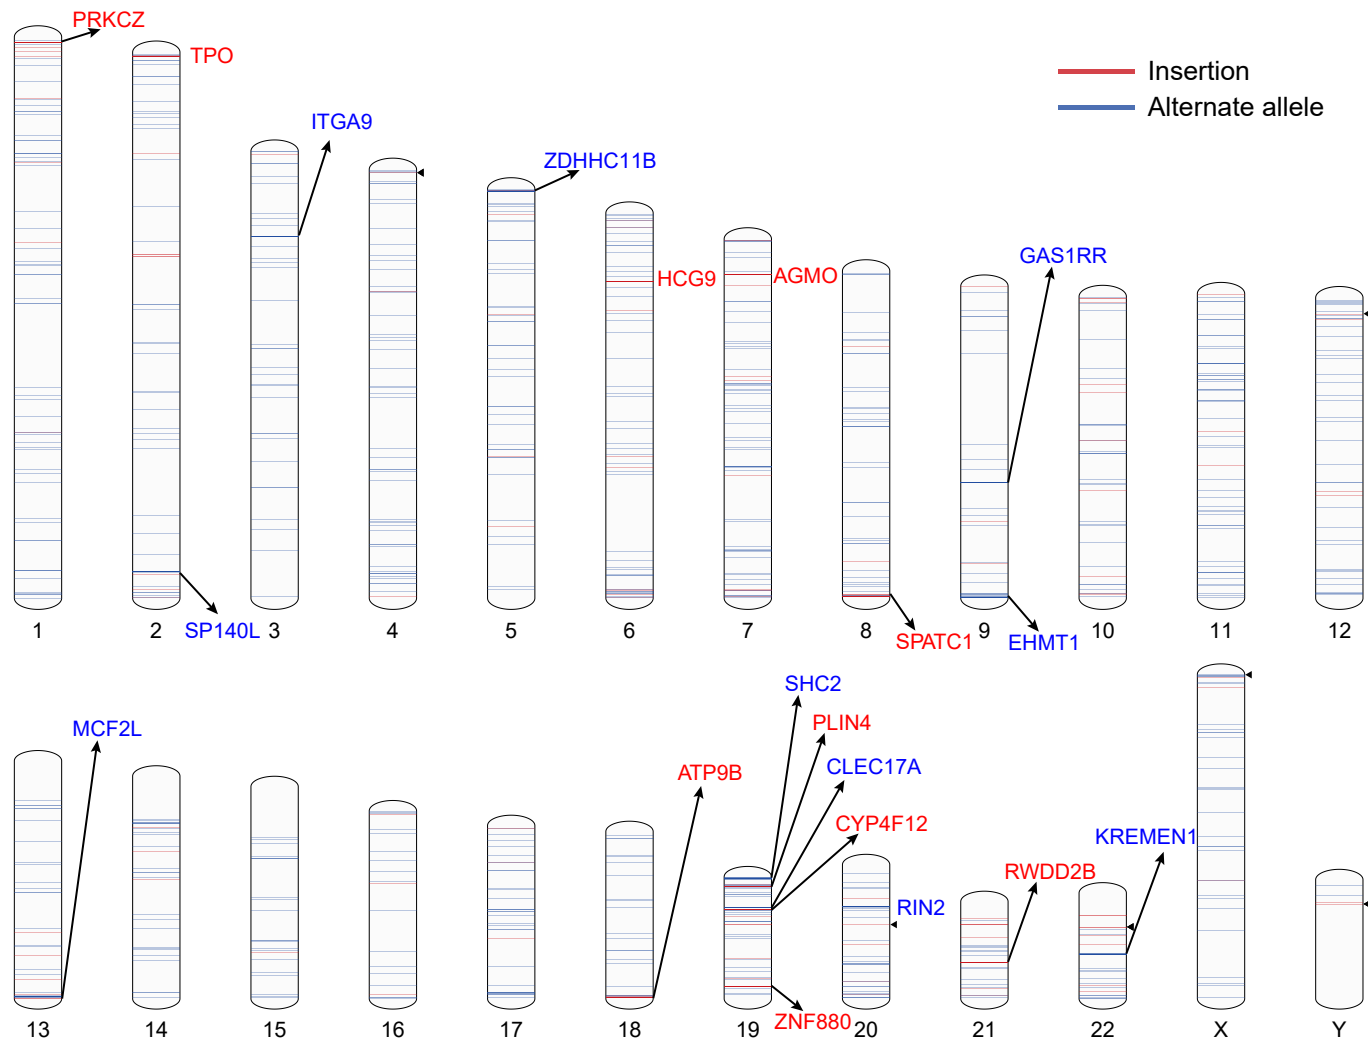 PRKCZ
TPO
Insertion
Alternate allele
ITGA9
ZDHHC11B
GAS1RR
HCG9
AGMO
1
2
SP140L
3
4
5
6
7
8
SPATC1
9
EHMT1
10
11
12
MCF2L
SHC2
PLIN4
ATP9B
CLEC17A
CYP4F12
KREMEN1
RWDD2B
RIN2
13
14
15
16
17
18
19
ZNF880
20
21
22
X
Y